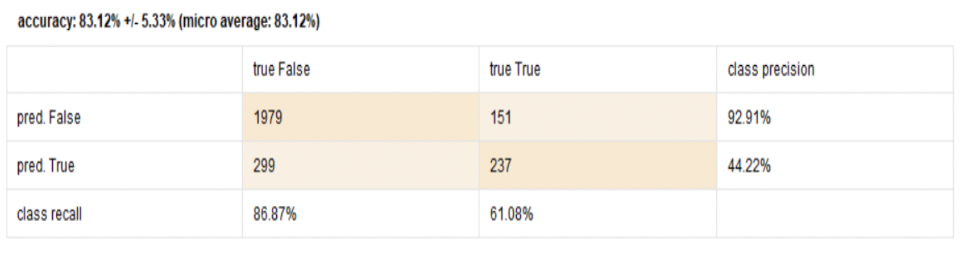 accuracy: 83.12% +/- 5.33% (micro average: 83.12%)
true False true True class precision
pred. False 1979 151 92.91%
pred. True 299 237 44.22%
class recall 86.87% 61.08%